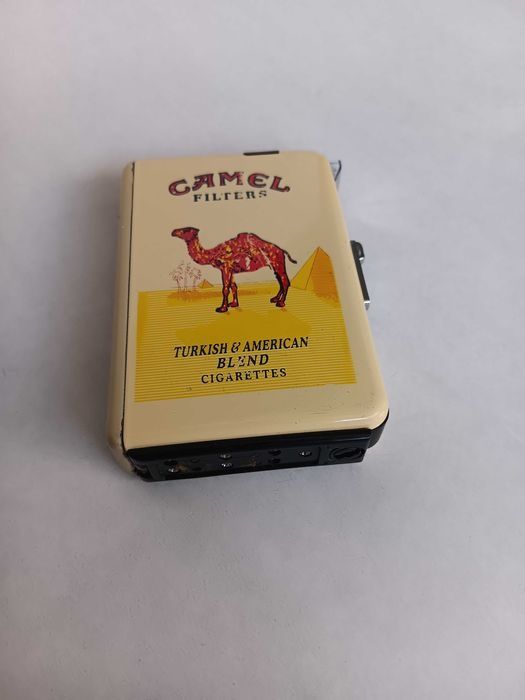 CAMEL
FILTERS
TURKISH & AMERICAN
BLEND
CIGARETTES